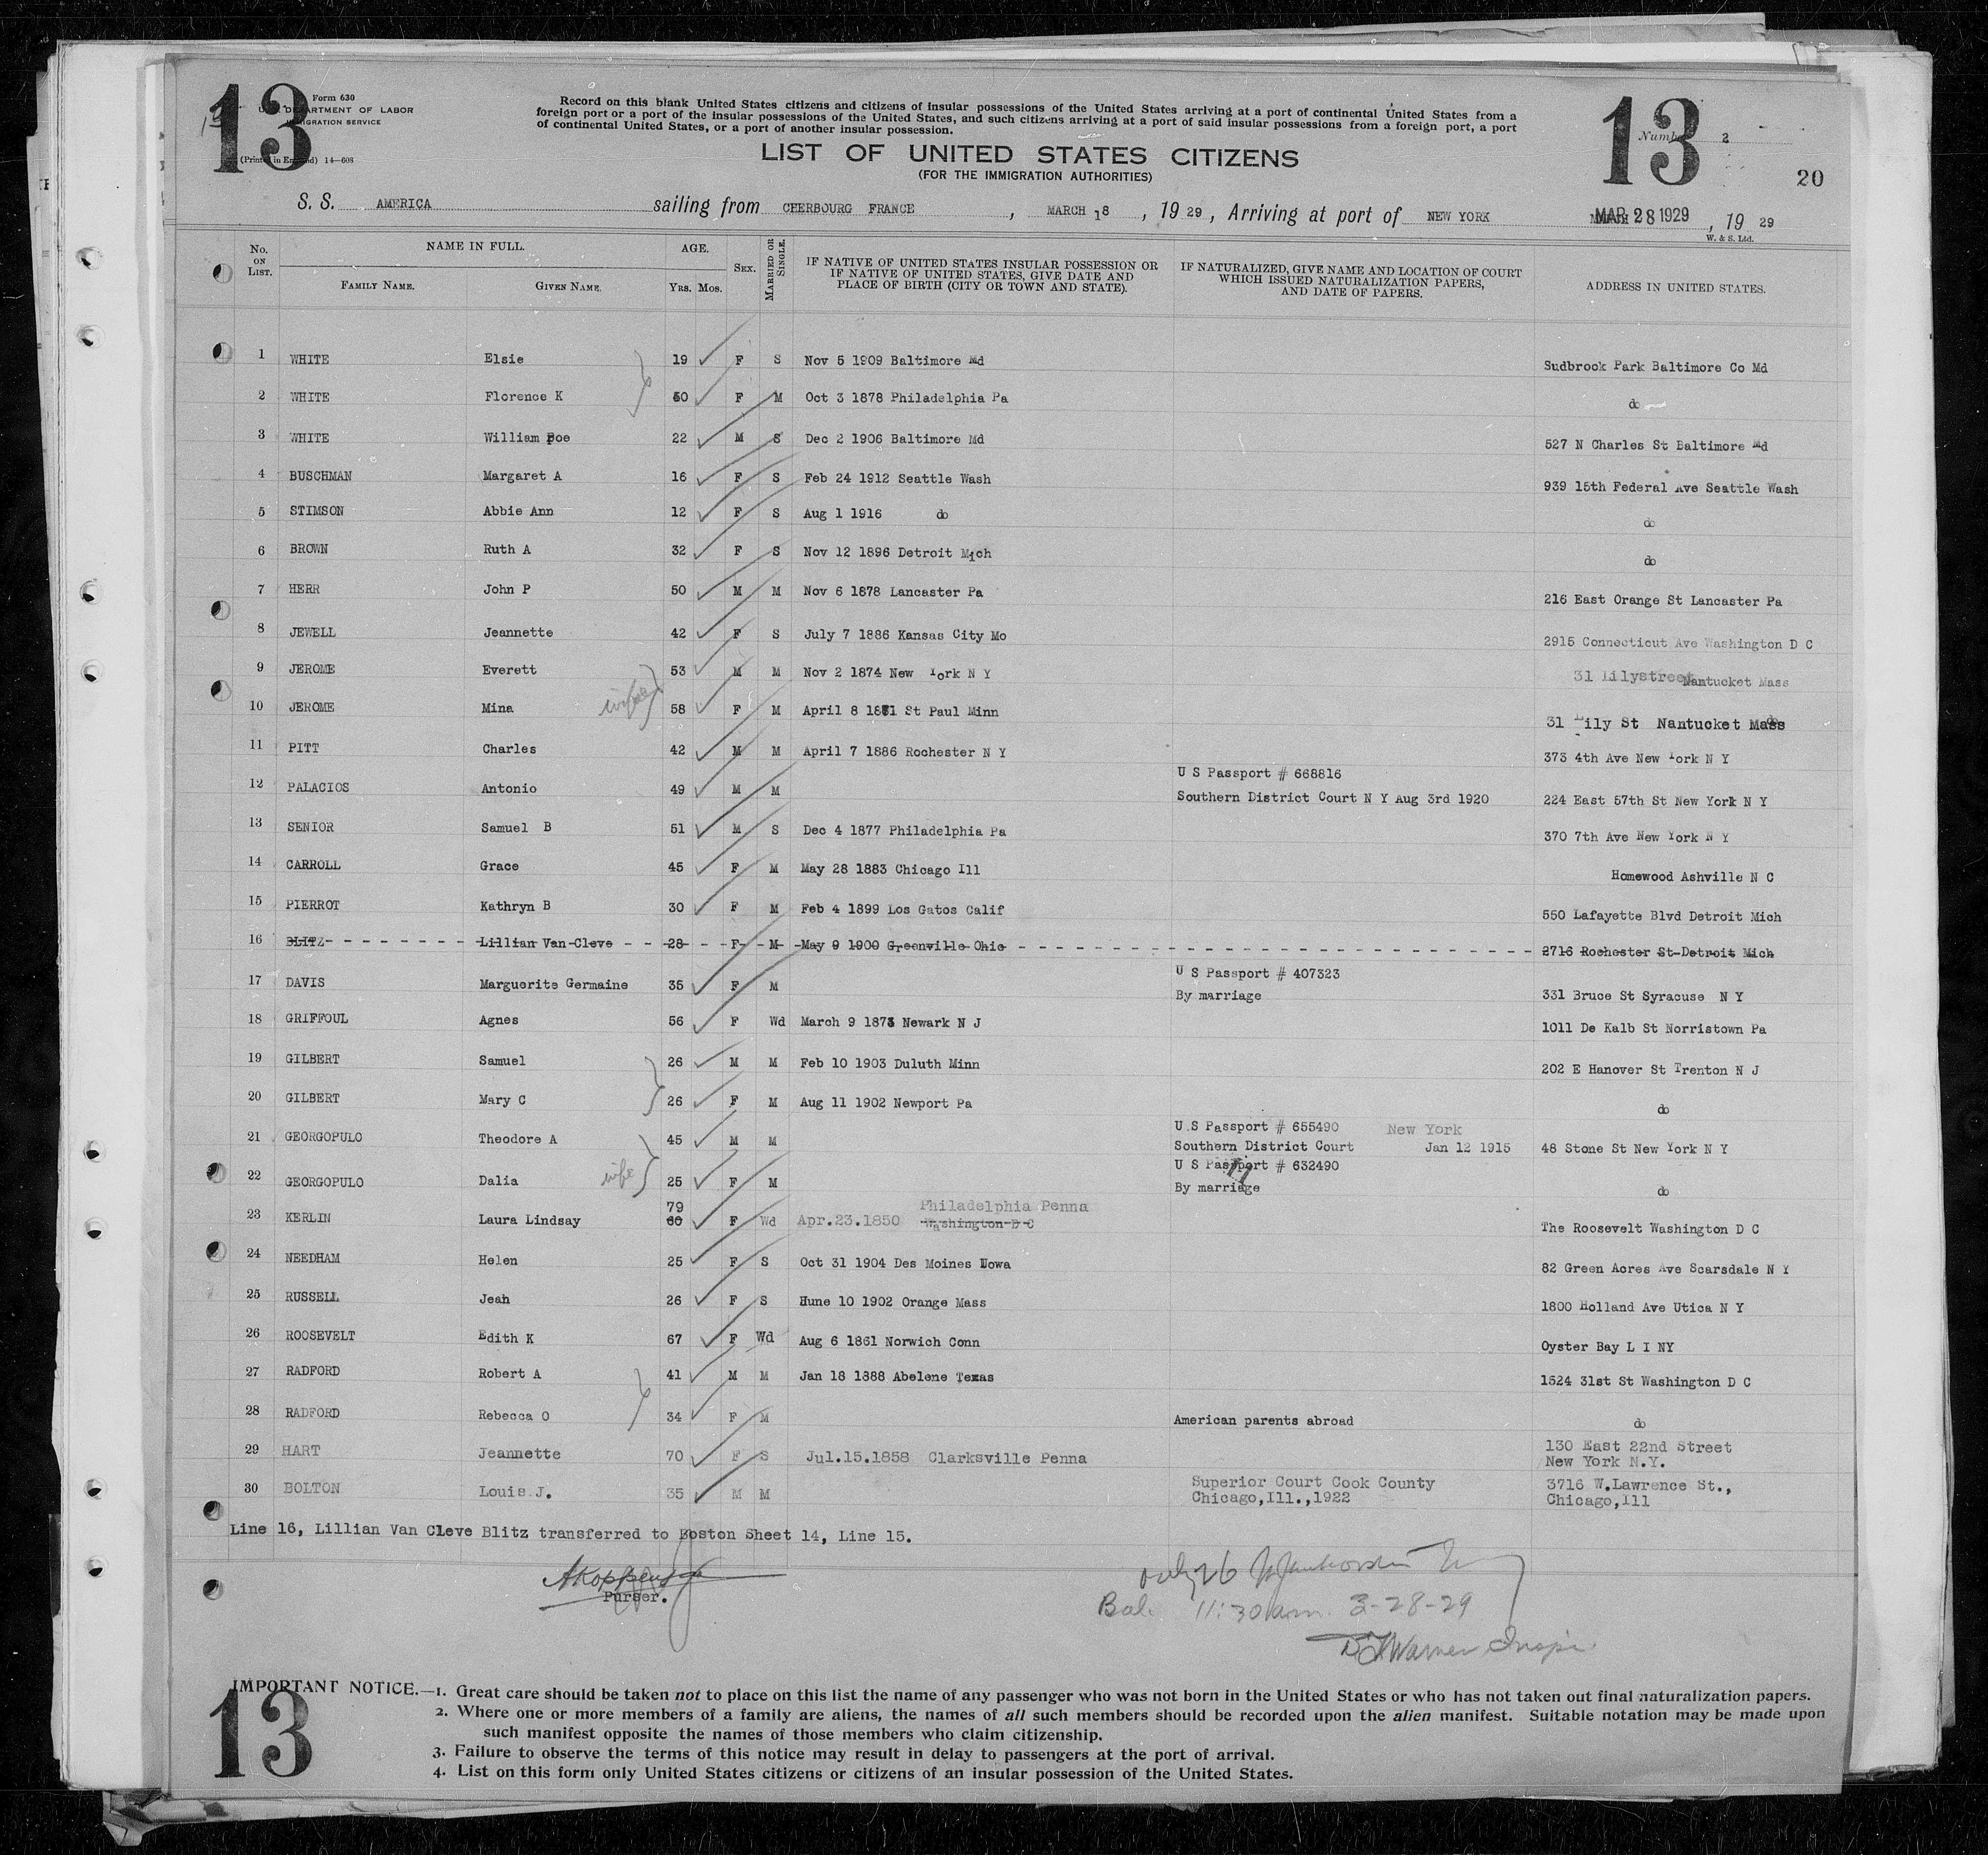 13
Form 630
U. S. DEPARTMENT OF LABOR
IMMIGRATION SERVICE
(Printed in England) 14—608
Record on this blank United States citizens and citizens of insular possessions of the United States arriving at a port of continental United States from a
foreign port or a port of the insular possessions of the United States, and such citizens arriving at a port of said insular possessions from a foreign port, a port
of continental United States, or a port of another insular possession.
LIST OF UNITED STATES CITIZENS
(FOR THE IMMIGRATION AUTHORITIES)
13
Number 2
20
S. S. AMERICA sailing from CHERBOURG FRANCE, MARCH 18, 19 29, Arriving at port of NEW YORK MAR 28 1929, 19 29
W. & S. Ltd.
No. ON LIST.
NAME IN FULL.
FAMILY NAME. GIVEN NAME.
AGE.
Yrs. Mos.
SEX.
MARRIED OR SINGLE.
IF NATIVE OF UNITED STATES INSULAR POSSESSION OR
IF NATIVE OF UNITED STATES, GIVE DATE AND
PLACE OF BIRTH (CITY OR TOWN AND STATE).
IF NATURALIZED, GIVE NAME AND LOCATION OF COURT
WHICH ISSUED NATURALIZATION PAPERS,
AND DATE OF PAPERS.
ADDRESS IN UNITED STATES.
1 WHITE Elsie 19 F S Nov 5 1909 Baltimore Md Sudbrook Park Baltimore Co Md
2 WHITE Florence K 50 F M Oct 3 1878 Philadelphia Pa do
3 WHITE William Poe 22 M S Dec 2 1906 Baltimore Md 527 N Charles St Baltimore Md
4 BUSCHMAN Margaret A 16 F S Feb 24 1912 Seattle Wash 939 15th Federal Ave Seattle Wash
5 STIMSON Abbie Ann 12 F S Aug 1 1916 do do
6 BROWN Ruth A 32 F S Nov 12 1896 Detroit Mich do
7 HERR John P 50 M M Nov 6 1878 Lancaster Pa 216 East Orange St Lancaster Pa
8 JEWELL Jeannette 42 F S July 7 1886 Kansas City Mo 2915 Connecticut Ave Washington D C
9 JEROME Everett 53 M M Nov 2 1874 New York N Y 31 Lilystreet Nantucket Mass
10 JEROME Mina wife 58 F M April 8 1871 St Paul Minn 31 Lily St Nantucket Mass
11 PITT Charles 42 M M April 7 1886 Rochester N Y 373 4th Ave New York N Y
12 PALACIOS Antonio 49 M M U S Passport # 668816
Southern District Court N Y Aug 3rd 1920 224 East 57th St New York N Y
13 SENIOR Samuel B 51 M S Dec 4 1877 Philadelphia Pa 370 7th Ave New York N Y
14 CARROLL Grace 45 F M May 28 1883 Chicago Ill Homewood Ashville N C
15 PIERROT Kathryn B 30 F M Feb 4 1899 Los Gatos Calif 550 Lafayette Blvd Detroit Mich
16 BLITZ Lillian Van Cleve 28 F M May 9 1900 Greenville Ohio 2716 Rochester St Detroit Mich
17 DAVIS Marguerite Germaine 35 F M U S Passport # 407323
By marriage 331 Bruce St Syracuse N Y
18 GRIFFOUL Agnes 56 F Wd March 9 1873 Newark N J 1011 De Kalb St Norristown Pa
19 GILBERT Samuel 26 M M Feb 10 1903 Duluth Minn 202 E Hanover St Trenton N J
20 GILBERT Mary C 26 F M Aug 11 1902 Newport Pa do
21 GEORGOPULO Theodore A 45 M M U S Passport # 655490 New York
Southern District Court Jan 12 1915 48 Stone St New York N Y
22 GEORGOPULO Dalia wife 25 F M U S Passport # 632490
By marriage do
23 KERLIN Laura Lindsay 79 60 F Wd Apr.23.1850 Philadelphia Penna
Washington D C The Roosevelt Washington D C
24 NEEDHAM Helen 25 F S Oct 31 1904 Des Moines Iowa 82 Green Acres Ave Scarsdale N Y
25 RUSSELL Jean 26 F S Hune 10 1902 Orange Mass 1800 Holland Ave Utica N Y
26 ROOSEVELT Edith K 67 F Wd Aug 6 1861 Norwich Conn Oyster Bay L I NY
27 RADFORD Robert A 41 M M Jan 18 1888 Abelene Texas 1524 31st St Washington D C
28 RADFORD Rebecca O 34 F M American parents abroad do
29 HART Jeannette 70 F S Jul.15.1858 Clarksville Penna 130 East 22nd Street
New York N.Y.
30 BOLTON Louis J. 35 M M Superior Court Cook County
Chicago,Ill.,1922 3716 W.Lawrence St.,
Chicago,Ill
Line 16, Lillian Van Cleve Blitz transferred to Boston Sheet 14, Line 15.
Purser.
only 26
Bal. 11:30 am. 3-28-29
Warner Inspr
13
IMPORTANT NOTICE.—1. Great care should be taken not to place on this list the name of any passenger who was not born in the United States or who has not taken out final naturalization papers.
2. Where one or more members of a family are aliens, the names of all such members should be recorded upon the alien manifest. Suitable notation may be made upon
such manifest opposite the names of those members who claim citizenship.
3. Failure to observe the terms of this notice may result in delay to passengers at the port of arrival.
4. List on this form only United States citizens or citizens of an insular possession of the United States.